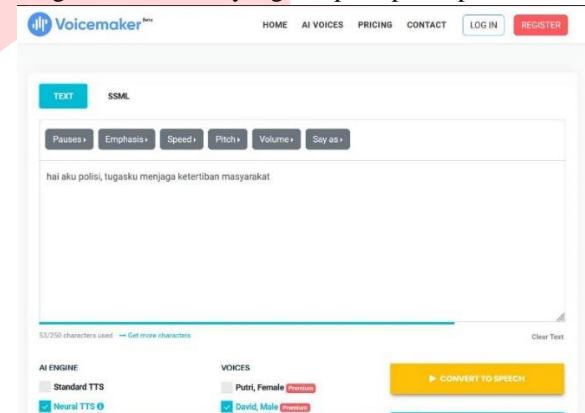 Voicemaker Beta HOME AI VOICES PRICING CONTACT LOG IN REGISTER
TEXT SSML
Pauses Emphasis Speed Pitch Volume Say as
hai aku polisi, tugasku menjaga ketertiban masyarakat
53/250 characters used Get more characters Clear Text
AI ENGINE VOICES
Standard TTS Putri, Female Premium CONVERT TO SPEECH
Neural TTS David, Male Premium